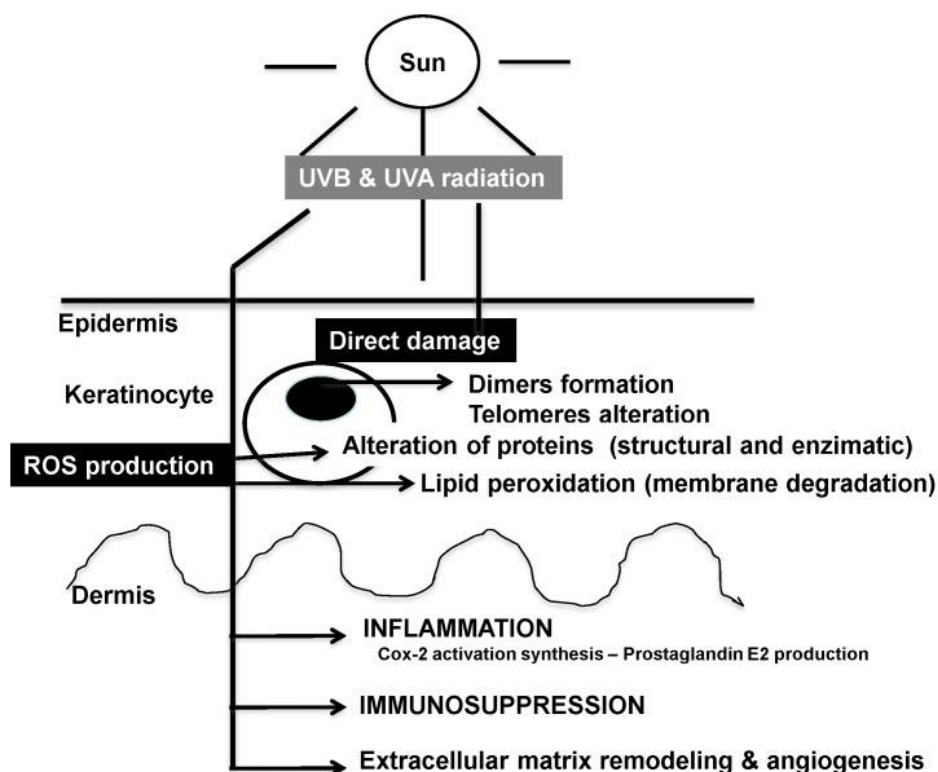 Sun
UVB & UVA radiation
Epidermis
Direct damage
Keratinocyte
Dimers formation
Telomeres alteration
Alteration of proteins (structural and enzimatic)
ROS production
Lipid peroxidation (membrane degradation)
Dermis
INFLAMMATION
Cox-2 activation synthesis – Prostaglandin E2 production
IMMUNOSUPPRESSION
Extracellular matrix remodeling & angiogenesis